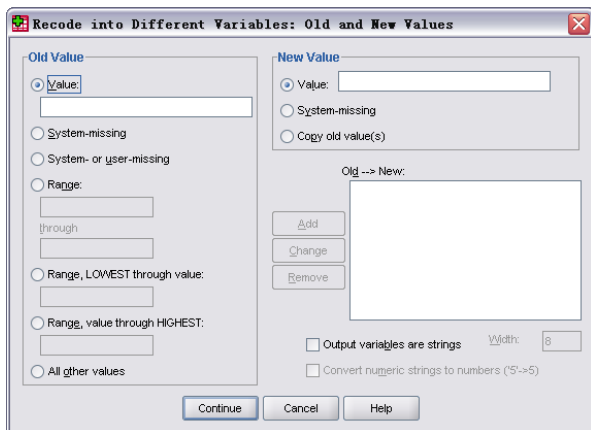 Recode into Different Variables: Old and New Values
Old Value
Value:
System-missing
System- or user-missing
Range:
through
Range, LOWEST through value:
Range, value through HIGHEST:
All other values
New Value
Value:
System-missing
Copy old value(s)
Old --> New:
Add
Change
Remove
Output variables are strings
Width:
8
Convert numeric strings to numbers ('5'->5)
Continue
Cancel
Help